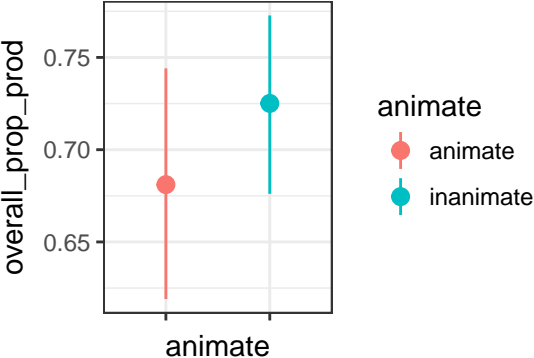 overall_prop_prod
0.75
0.70
0.65
animate
animate
animate
inanimate